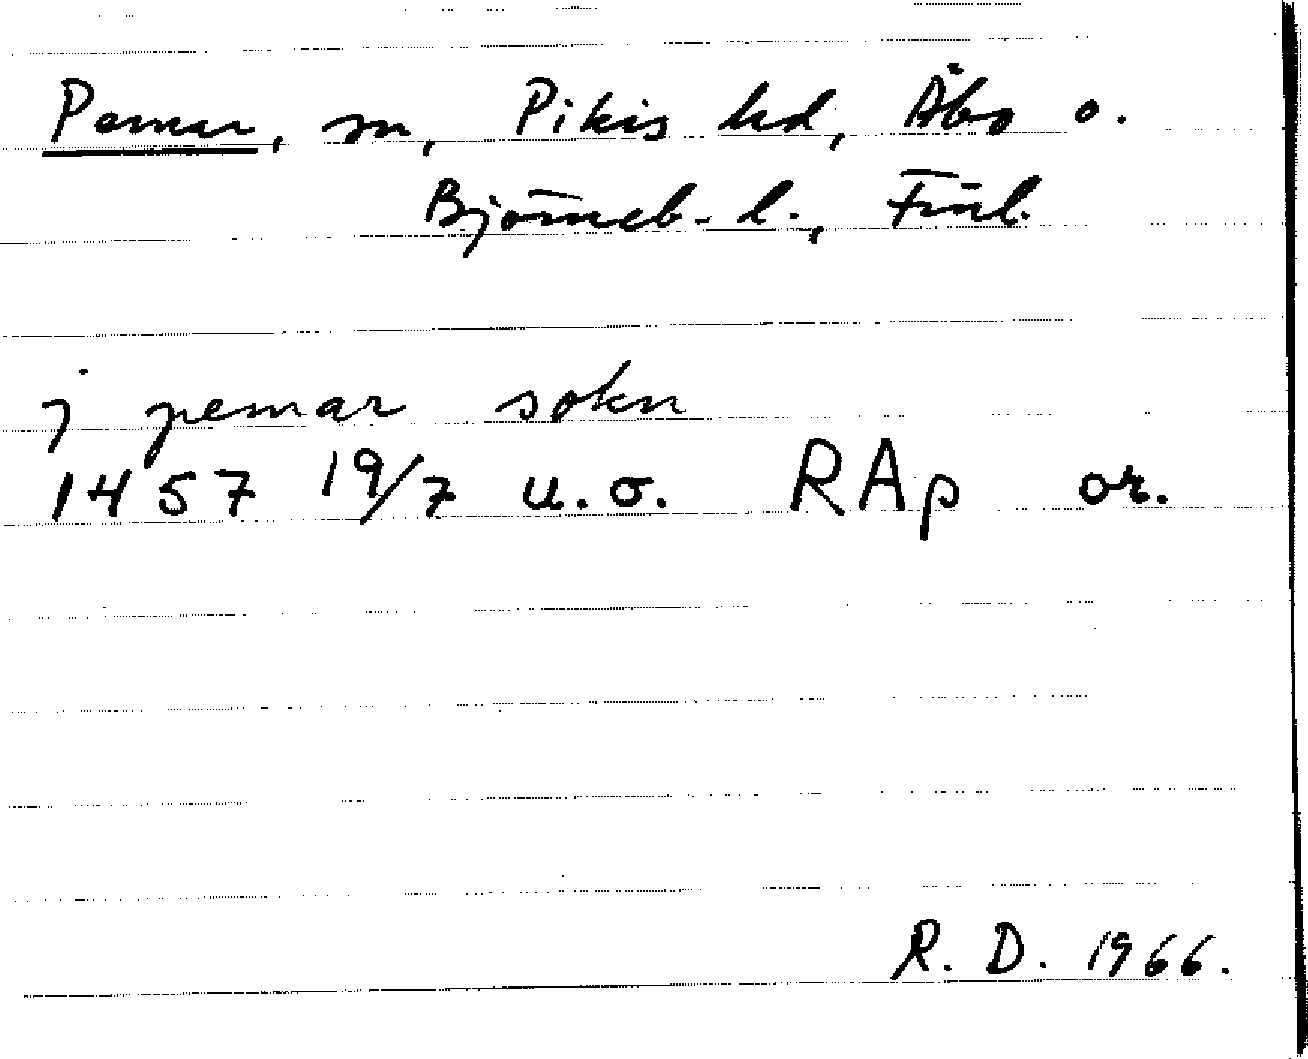 Pemar, sn, Pikis hd, Åbo o.
Björneb. l., Finl.
j pemar sokn
1457 19/7 u.o. RAp or.
R. D. 1966.